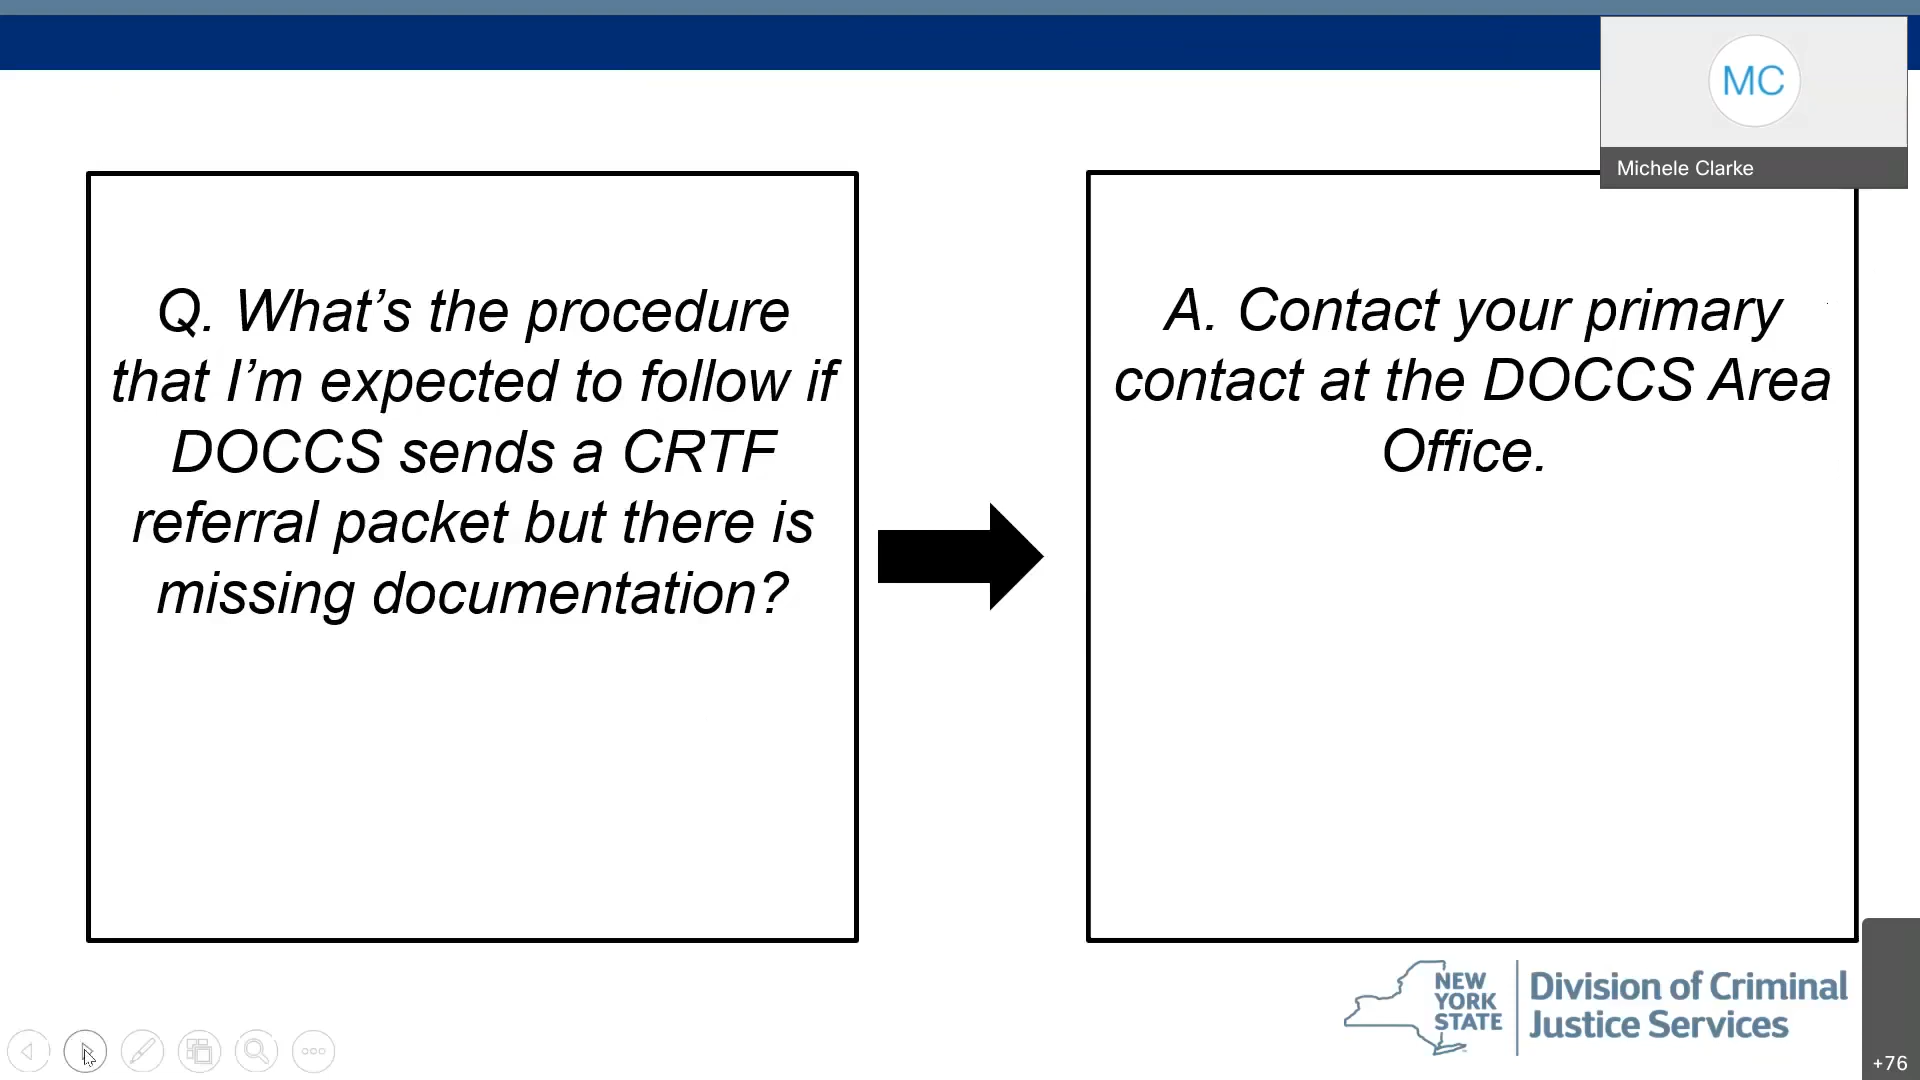 MC
Michele Clarke
Q. What’s the procedure
that I’m expected to follow if
DOCCS sends a CRTF
referral packet but there is
missing documentation?
A. Contact your primary
contact at the DOCCS Area
Office.
NEW
YORK
STATE
Division of Criminal
Justice Services
+76